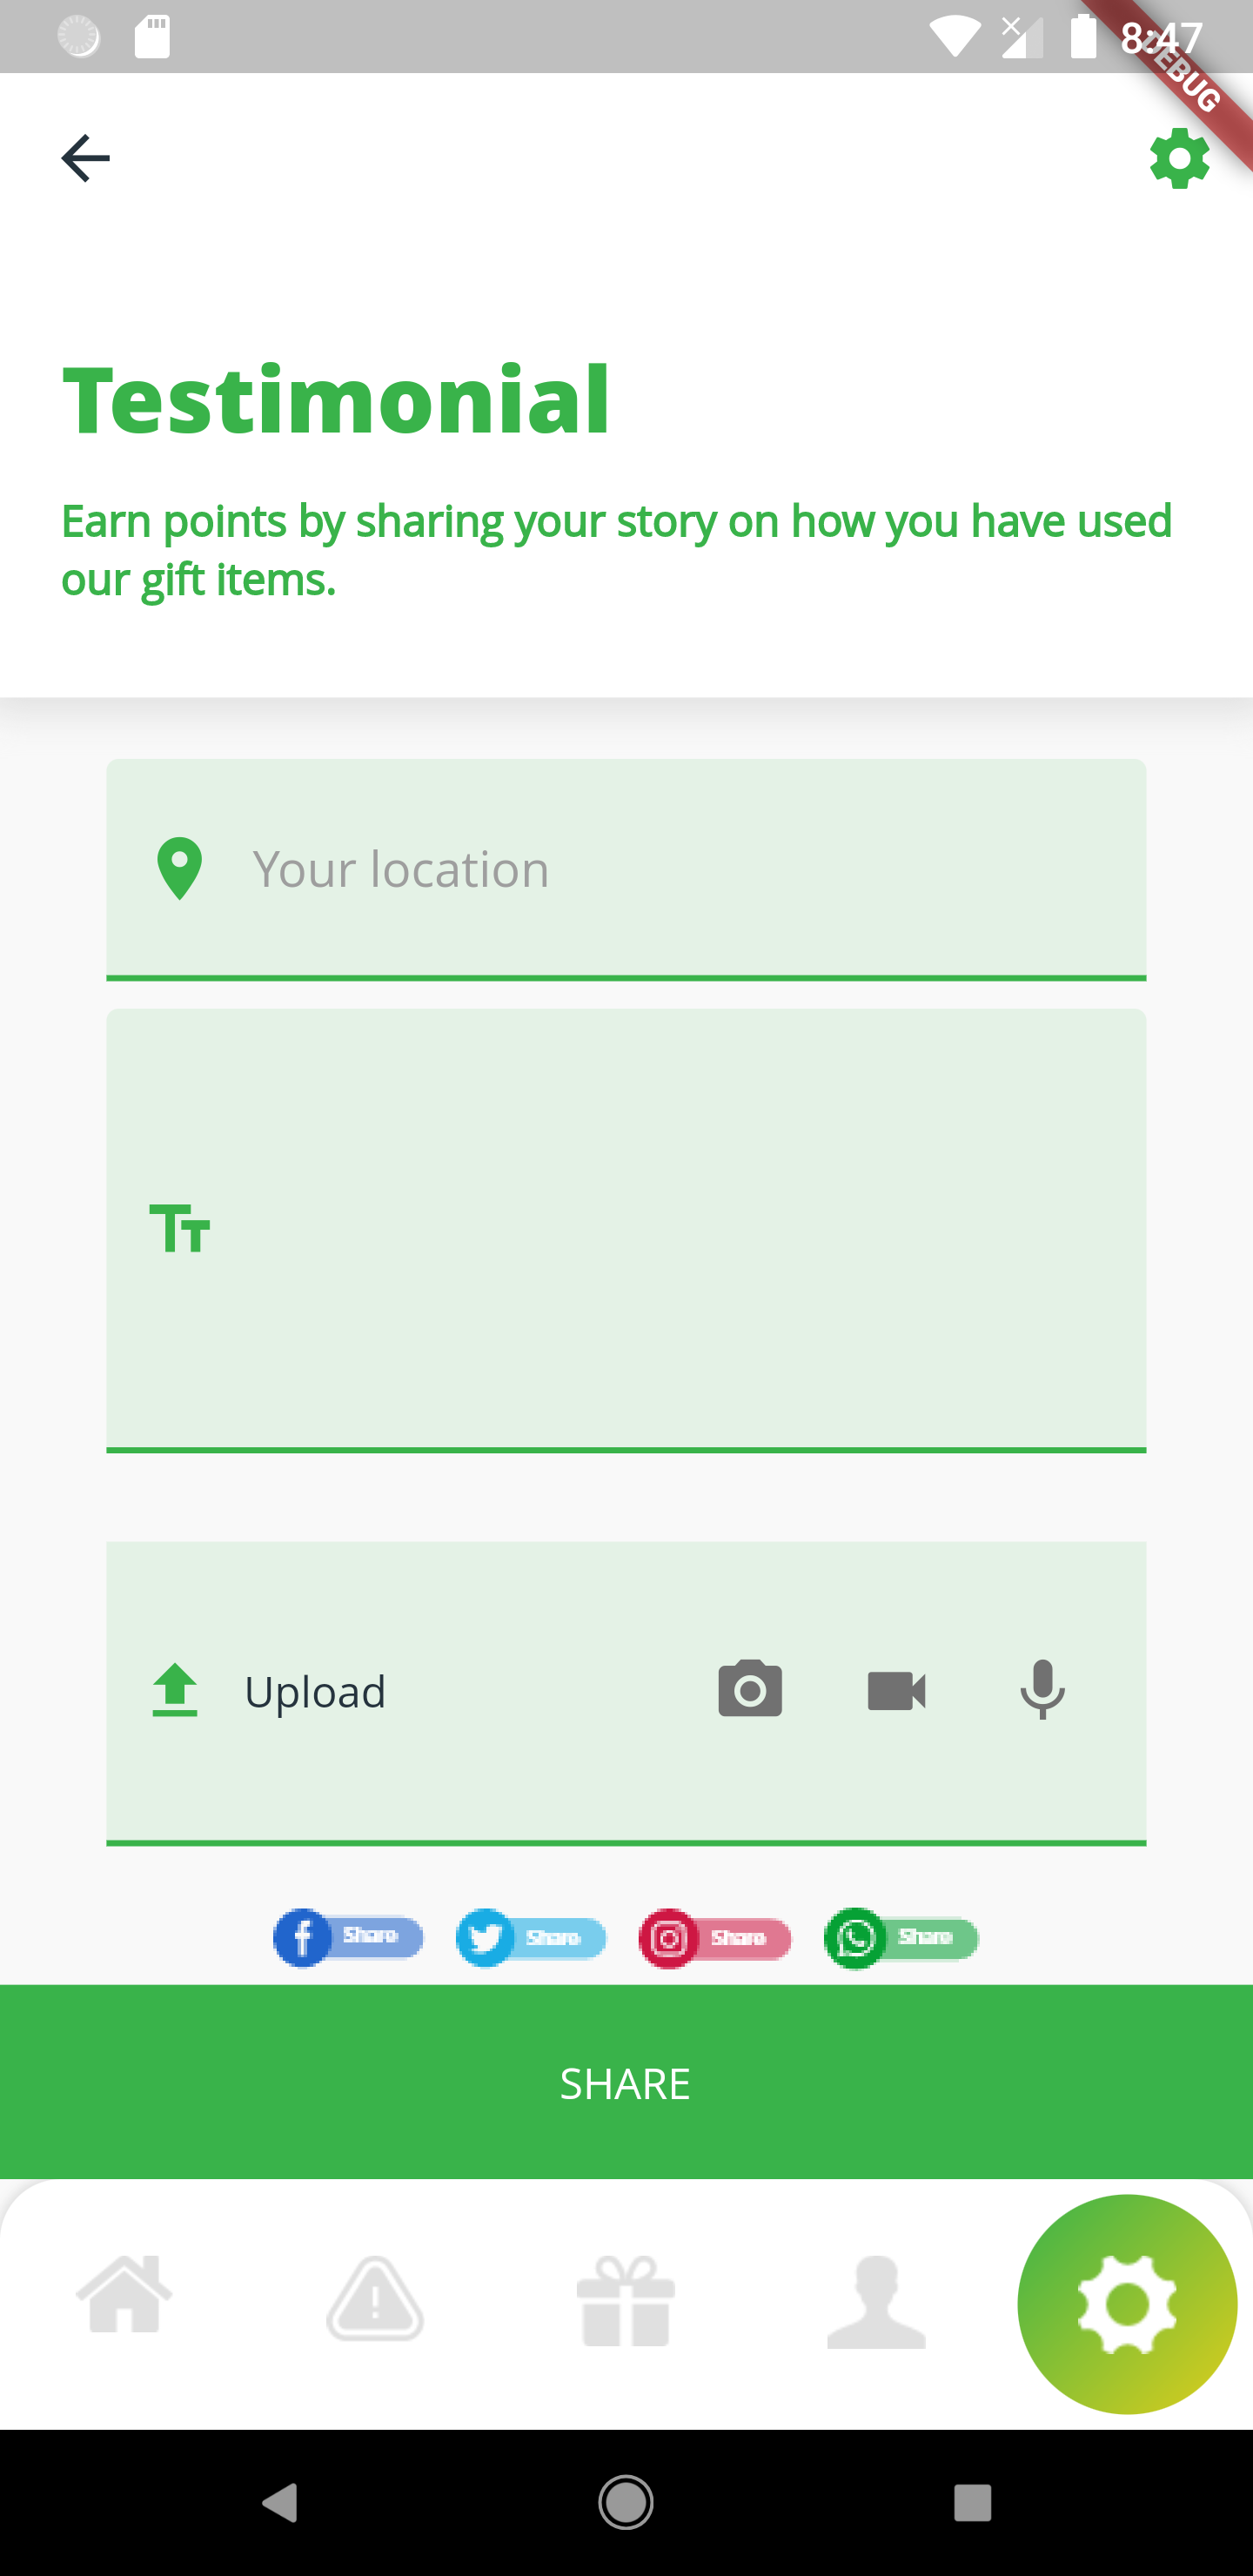 8:47
DEBUG
Testimonial
Earn points by sharing your story on how you have used
our gift items.
Your location
Upload
Share Share Share Share
SHARE